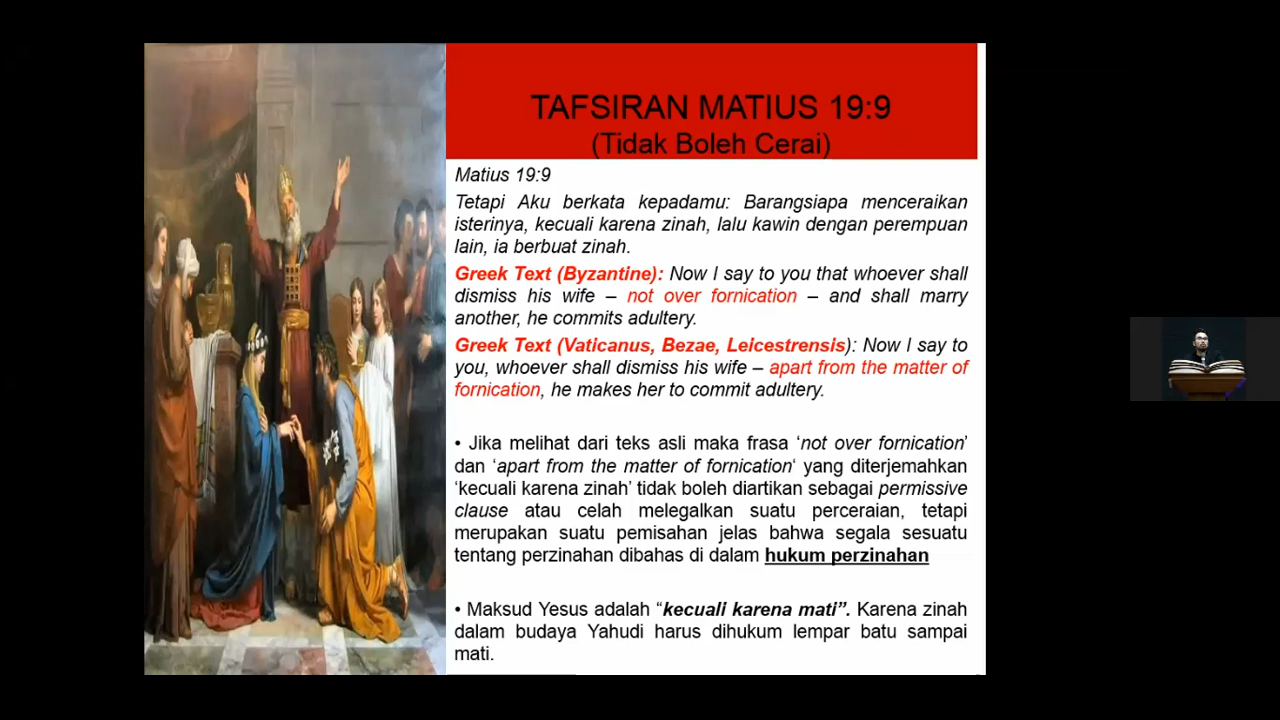 TAFSIRAN MATIUS 19:9
(Tidak Boleh Cerai)
Matius 19:9
Tetapi Aku berkata kepadamu: Barangsiapa menceraikan
isterinya, kecuali karena zinah, lalu kawin dengan perempuan
lain, ia berbuat zinah.
Greek Text (Byzantine): Now I say to you that whoever shall
dismiss his wife – not over fornication – and shall marry
another, he commits adultery.
Greek Text (Vaticanus, Bezae, Leicestrensis): Now I say to
you, whoever shall dismiss his wife – apart from the matter of
fornication, he makes her to commit adultery.
• Jika melihat dari teks asli maka frasa ‘not over fornication’
dan ‘apart from the matter of fornication‘ yang diterjemahkan
‘kecuali karena zinah’ tidak boleh diartikan sebagai permissive
clause atau celah melegalkan suatu perceraian, tetapi
merupakan suatu pemisahan jelas bahwa segala sesuatu
tentang perzinahan dibahas di dalam hukum perzinahan
• Maksud Yesus adalah “kecuali karena mati”. Karena zinah
dalam budaya Yahudi harus dihukum lempar batu sampai
mati.